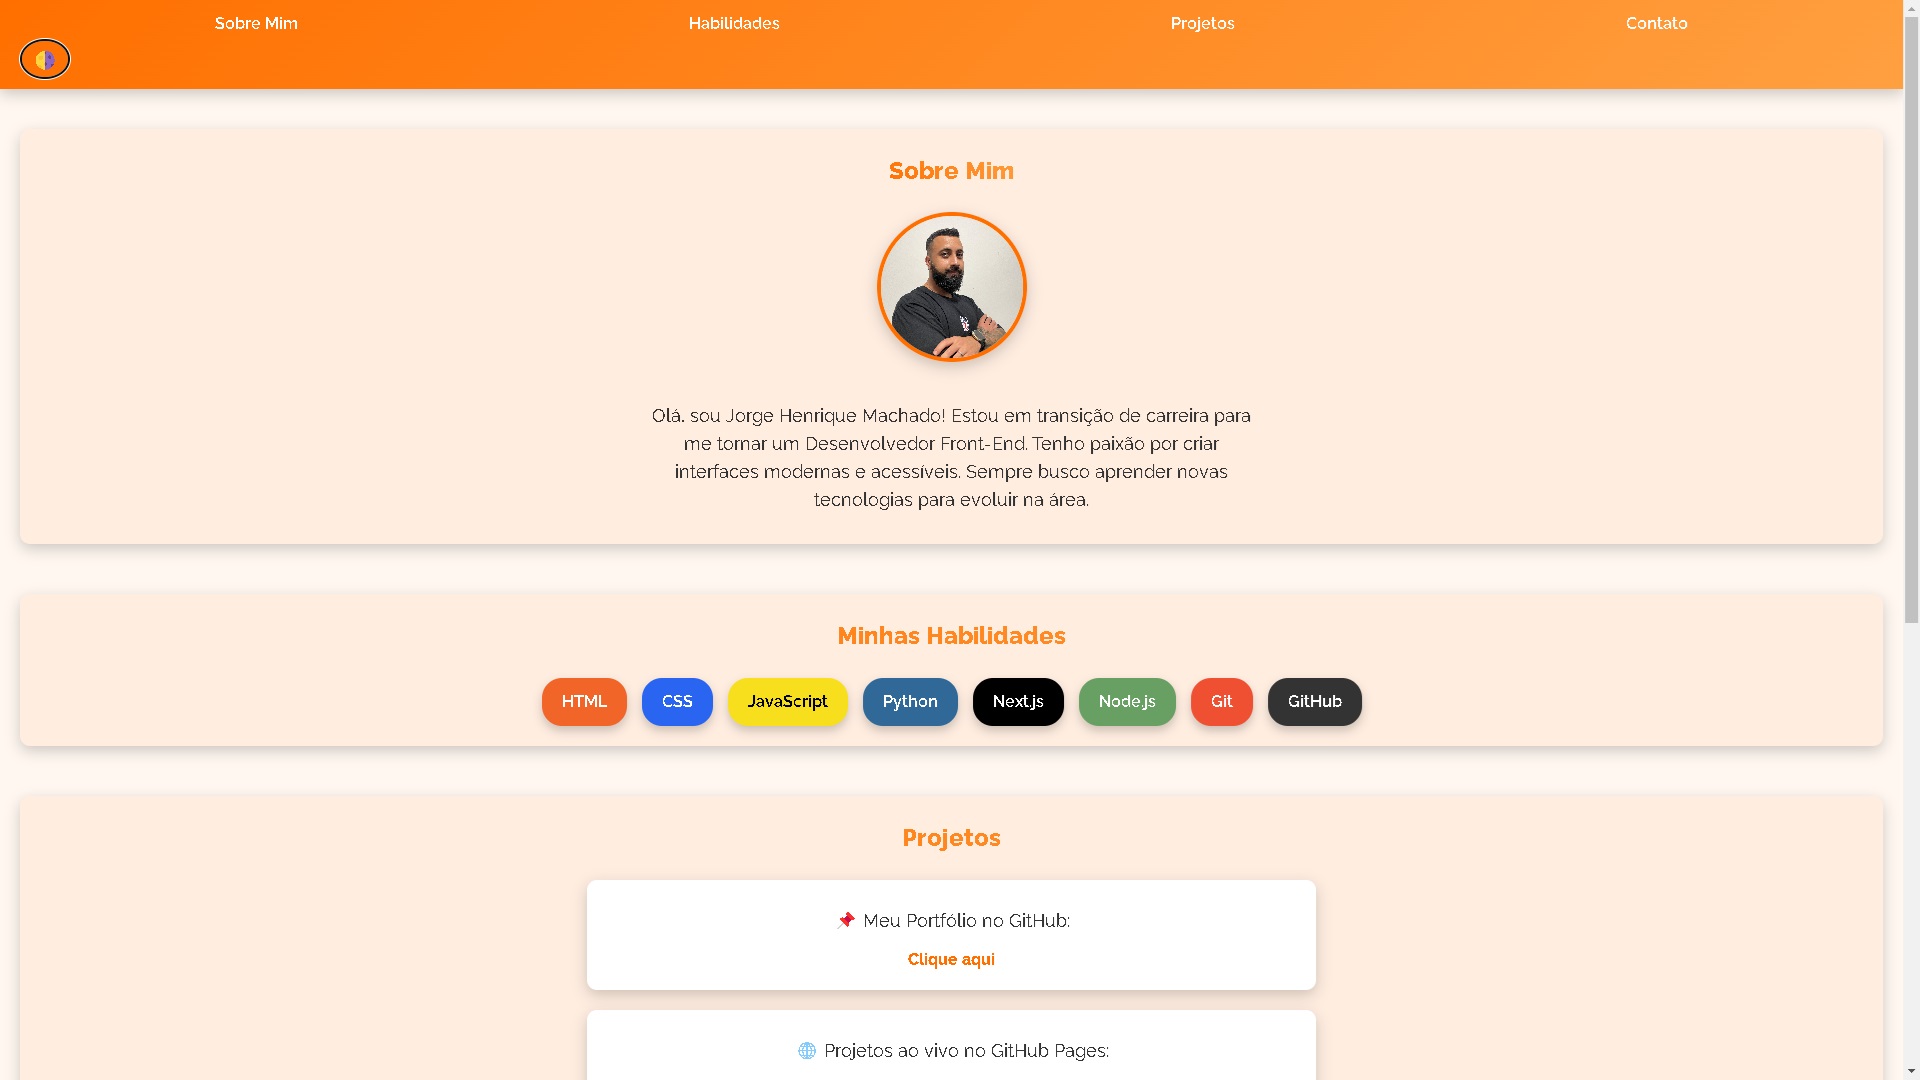 Sobre Mim
Habilidades
Projetos
Contato
Sobre Mim
Olá, sou Jorge Henrique Machado! Estou em transição de carreira para
me tornar um Desenvolvedor Front-End. Tenho paixão por criar
interfaces modernas e acessíveis. Sempre busco aprender novas
tecnologias para evoluir na área.
Minhas Habilidades
HTML
CSS
JavaScript
Python
Next.js
Node.js
Git
GitHub
Projetos
📌 Meu Portfólio no GitHub:
Clique aqui
🌐 Projetos ao vivo no GitHub Pages: